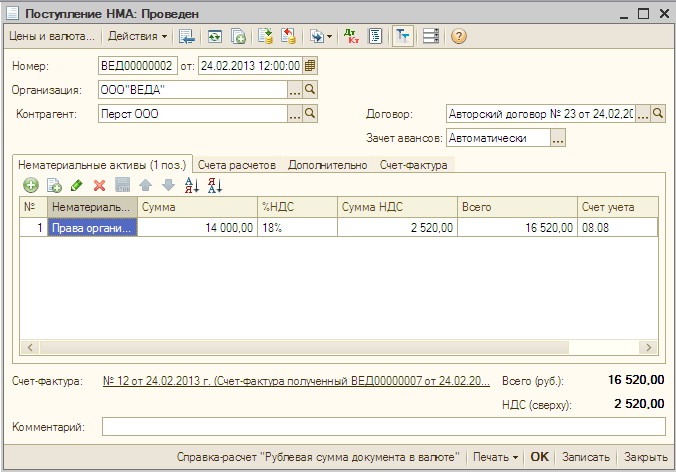 Поступление НМА: Проведен
Цены и валюта... Действия
Номер: ВЕД00000002 от: 24.02.2013 12:00:00
Организация: ООО"ВЕДА"
Контрагент: Перст ООО Договор: Авторский договор № 23 от 24,02,20
Зачет авансов: Автоматически
Нематериальные активы (1 поз.) Счета расчетов Дополнительно Счет-фактура
№ Нематериаль... Сумма %НДС Сумма НДС Всего Счет учета
1 Права органи... 14 000,00 18% 2 520,00 16 520,00 08.08
Счет-фактура: № 12 от 24.02.2013 г. (Счет-фактура полученный ВЕД00000007 от 24.02.20... Всего (руб.): 16 520,00
НДС (сверху): 2 520,00
Комментарий:
Справка-расчет "Рублевая сумма документа в валюте" Печать OK Записать Закрыть